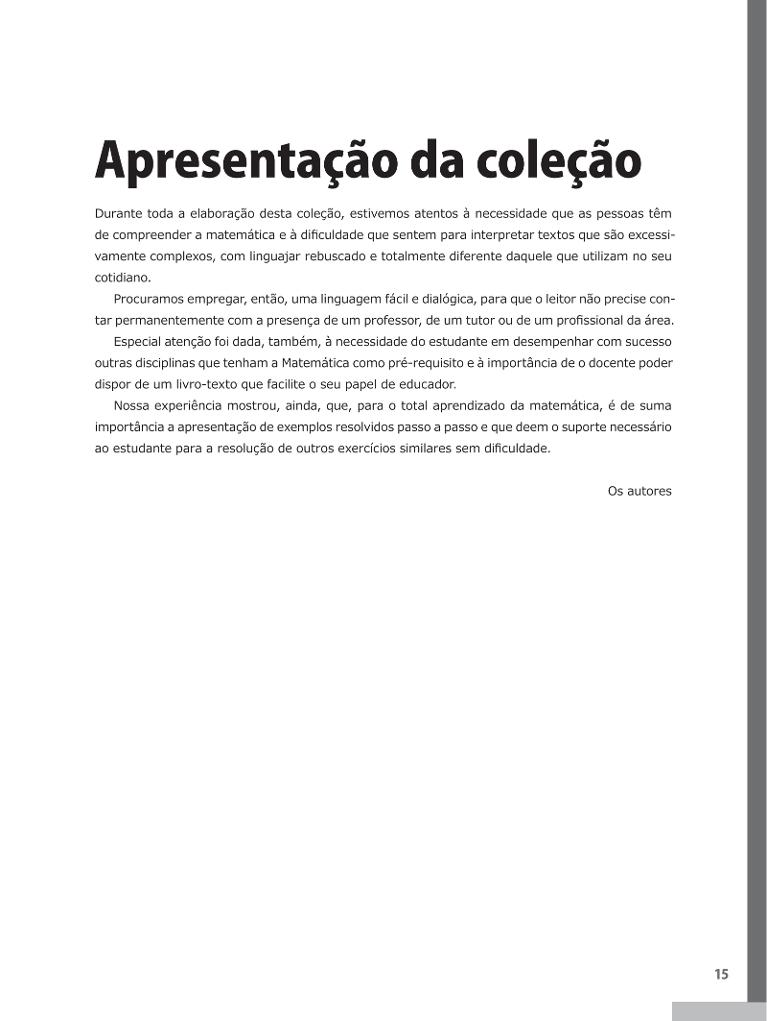 Apresentação da coleção
Durante toda a elaboração desta coleção, estivemos atentos à necessidade que as pessoas têm
de compreender a matemática e à dificuldade que sentem para interpretar textos que são excessi-
vamente complexos, com linguajar rebuscado e totalmente diferente daquele que utilizam no seu
cotidiano.
Procuramos empregar, então, uma linguagem fácil e dialógica, para que o leitor não precise con-
tar permanentemente com a presença de um professor, de um tutor ou de um profissional da área.
Especial atenção foi dada, também, à necessidade do estudante em desempenhar com sucesso
outras disciplinas que tenham a Matemática como pré-requisito e à importância de o docente poder
dispor de um livro-texto que facilite o seu papel de educador.
Nossa experiência mostrou, ainda, que, para o total aprendizado da matemática, é de suma
importância a apresentação de exemplos resolvidos passo a passo e que deem o suporte necessário
ao estudante para a resolução de outros exercícios similares sem dificuldade.
Os autores
15